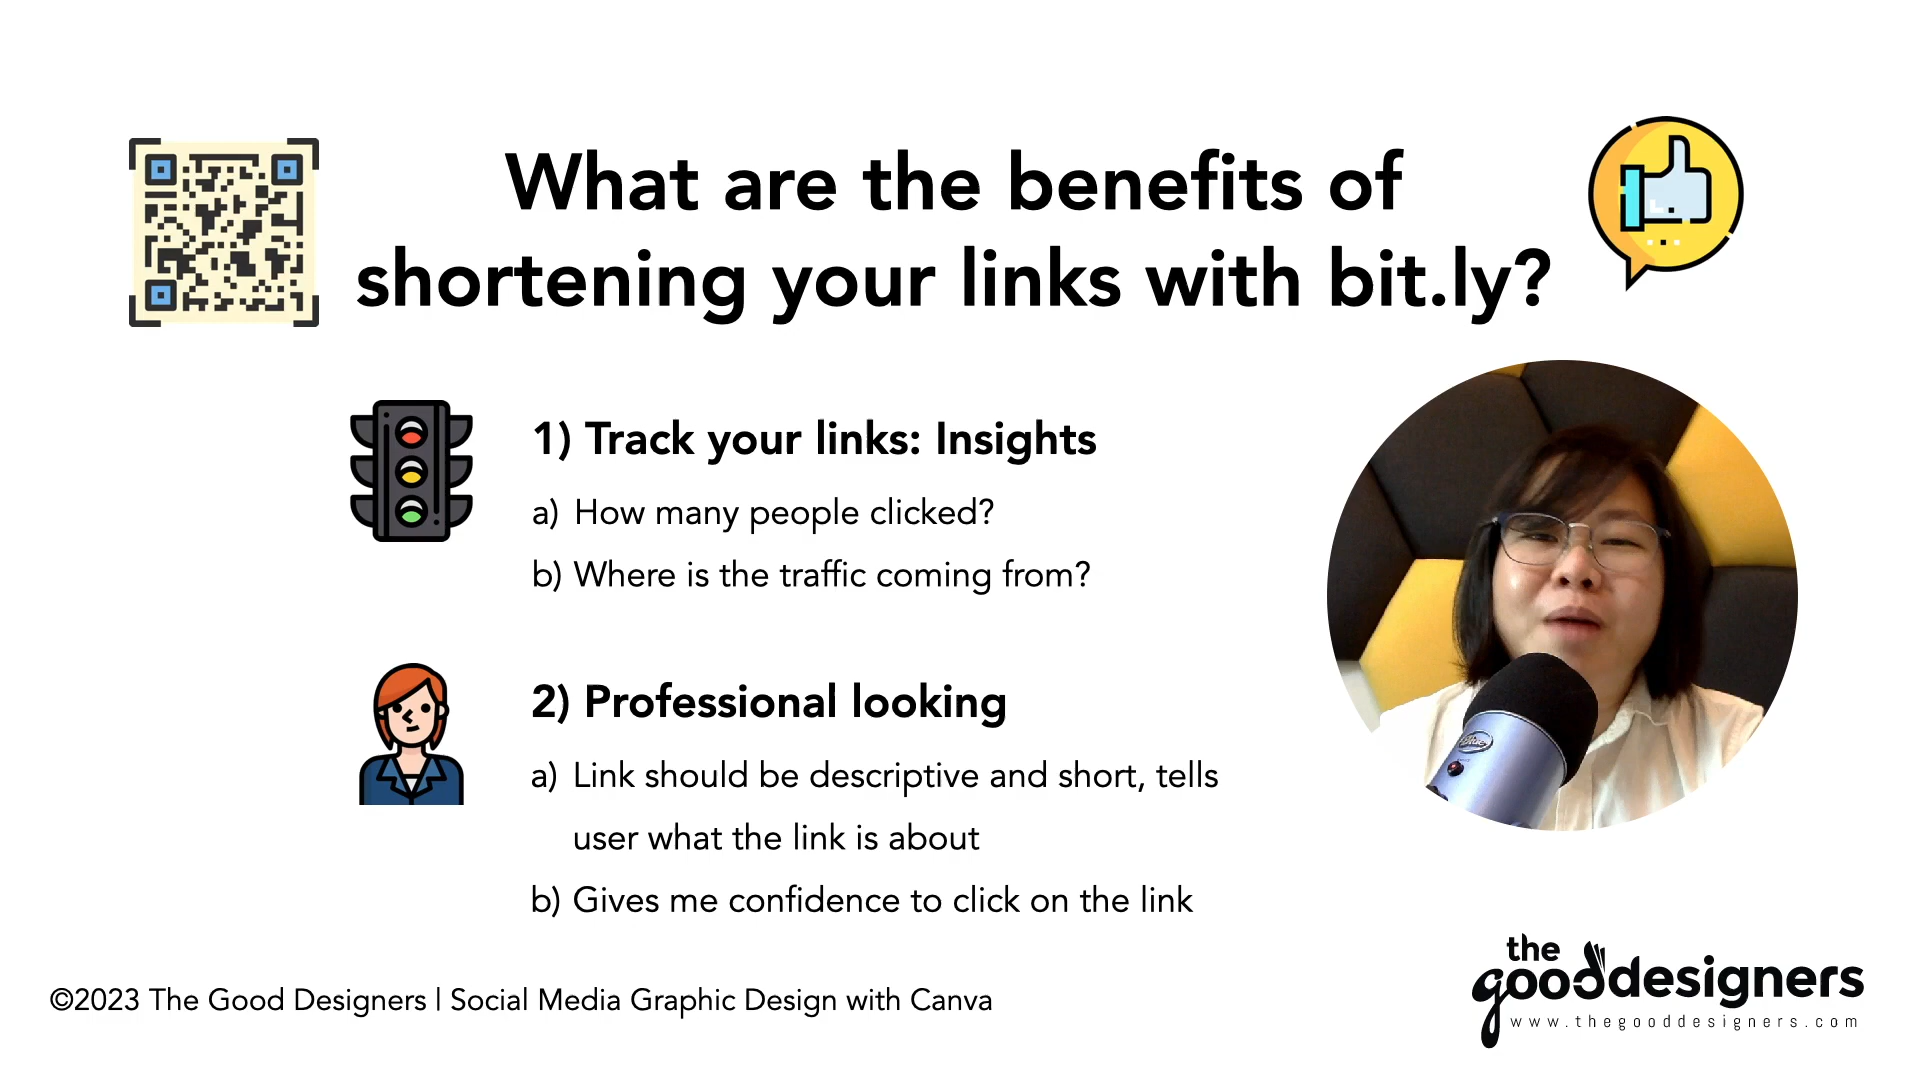 What are the benefits of
shortening your links with bit.ly?
1) Track your links: Insights
a) How many people clicked?
b) Where is the traffic coming from?
2) Professional looking
a) Link should be descriptive and short, tells
user what the link is about
b) Gives me confidence to click on the link
Blue
©2023 The Good Designers | Social Media Graphic Design with Canva
the
gooddesigners
www.thegooddesigners.com